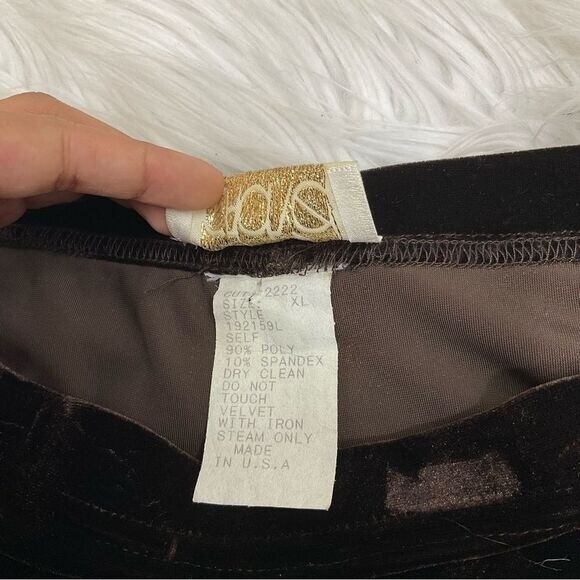 CUT: 2222
SIZE: XL
STYLE
192159L
SELF
90% POLY
10% SPANDEX
DRY CLEAN
DO NOT
TOUCH
VELVET
WITH IRON
STEAM ONLY
MADE
IN U.S.A